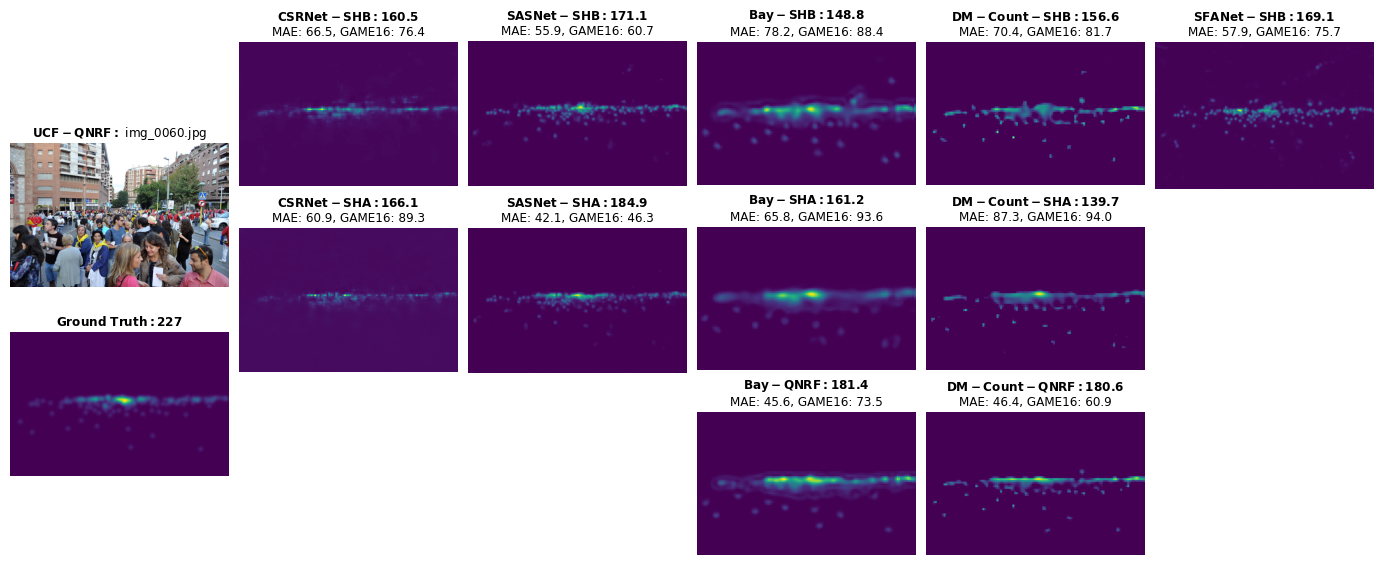 CSRNet − SHB : 160.5
MAE: 66.5, GAME16: 76.4
SASNet − SHB : 171.1
MAE: 55.9, GAME16: 60.7
Bay − SHB : 148.8
MAE: 78.2, GAME16: 88.4
DM − Count − SHB : 156.6
MAE: 70.4, GAME16: 81.7
SFANet − SHB : 169.1
MAE: 57.9, GAME16: 75.7
UCF − QNRF : img_0060.jpg
CSRNet − SHA : 166.1
MAE: 60.9, GAME16: 89.3
SASNet − SHA : 184.9
MAE: 42.1, GAME16: 46.3
Bay − SHA : 161.2
MAE: 65.8, GAME16: 93.6
DM − Count − SHA : 139.7
MAE: 87.3, GAME16: 94.0
Ground Truth : 227
Bay − QNRF : 181.4
MAE: 45.6, GAME16: 73.5
DM − Count − QNRF : 180.6
MAE: 46.4, GAME16: 60.9